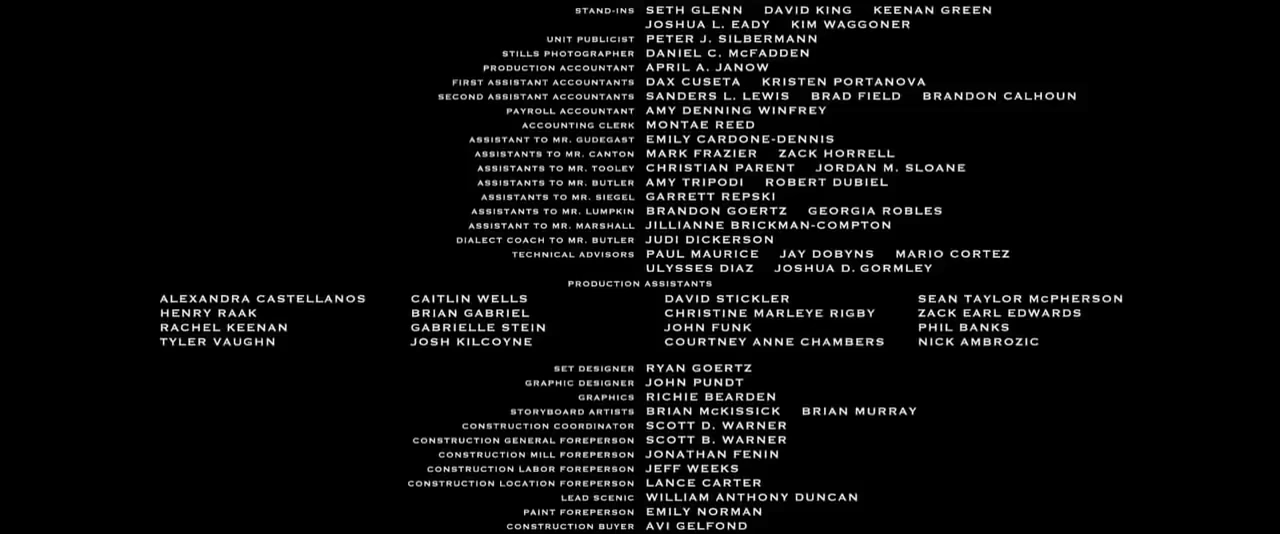 STAND-INS SETH GLENN DAVID KING KEENAN GREEN
JOSHUA L. EADY KIM WAGGONER
UNIT PUBLICIST PETER J. SILBERMANN
STILLS PHOTOGRAPHER DANIEL C. McFADDEN
PRODUCTION ACCOUNTANT APRIL A. JANOW
FIRST ASSISTANT ACCOUNTANTS DAX CUSETA KRISTEN PORTANOVA
SECOND ASSISTANT ACCOUNTANTS SANDERS L. LEWIS BRAD FIELD BRANDON CALHOUN
PAYROLL ACCOUNTANT AMY DENNING WINFREY
ACCOUNTING CLERK MONTAE REED
ASSISTANT TO MR. GUDEGAST EMILY CARDONE-DENNIS
ASSISTANTS TO MR. CANTON MARK FRAZIER ZACK HORRELL
ASSISTANTS TO MR. TOOLEY CHRISTIAN PARENT JORDAN M. SLOANE
ASSISTANTS TO MR. BUTLER AMY TRIPODI ROBERT DUBIEL
ASSISTANTS TO MR. SIEGEL GARRETT REPSKI
ASSISTANTS TO MR. LUMPKIN BRANDON GOERTZ GEORGIA ROBLES
ASSISTANT TO MR. MARSHALL JILLIANNE BRICKMAN-COMPTON
DIALECT COACH TO MR. BUTLER JUDI DICKERSON
TECHNICAL ADVISORS PAUL MAURICE JAY DOBYNS MARIO CORTEZ
ULYSSES DIAZ JOSHUA D. GORMLEY
PRODUCTION ASSISTANTS
ALEXANDRA CASTELLANOS CAITLIN WELLS DAVID STICKLER SEAN TAYLOR McPHERSON
HENRY RAAK BRIAN GABRIEL CHRISTINE MARLEYE RIGBY ZACK EARL EDWARDS
RACHEL KEENAN GABRIELLE STEIN JOHN FUNK PHIL BANKS
TYLER VAUGHN JOSH KILCOYNE COURTNEY ANNE CHAMBERS NICK AMBROZIC
SET DESIGNER RYAN GOERTZ
GRAPHIC DESIGNER JOHN PUNDT
GRAPHICS RICHIE BEARDEN
STORYBOARD ARTISTS BRIAN McKISSICK BRIAN MURRAY
CONSTRUCTION COORDINATOR SCOTT D. WARNER
CONSTRUCTION GENERAL FOREPERSON SCOTT B. WARNER
CONSTRUCTION MILL FOREPERSON JONATHAN FENIN
CONSTRUCTION LABOR FOREPERSON JEFF WEEKS
CONSTRUCTION LOCATION FOREPERSON LANCE CARTER
LEAD SCENIC WILLIAM ANTHONY DUNCAN
PAINT FOREPERSON EMILY NORMAN
CONSTRUCTION BUYER AVI GELFOND